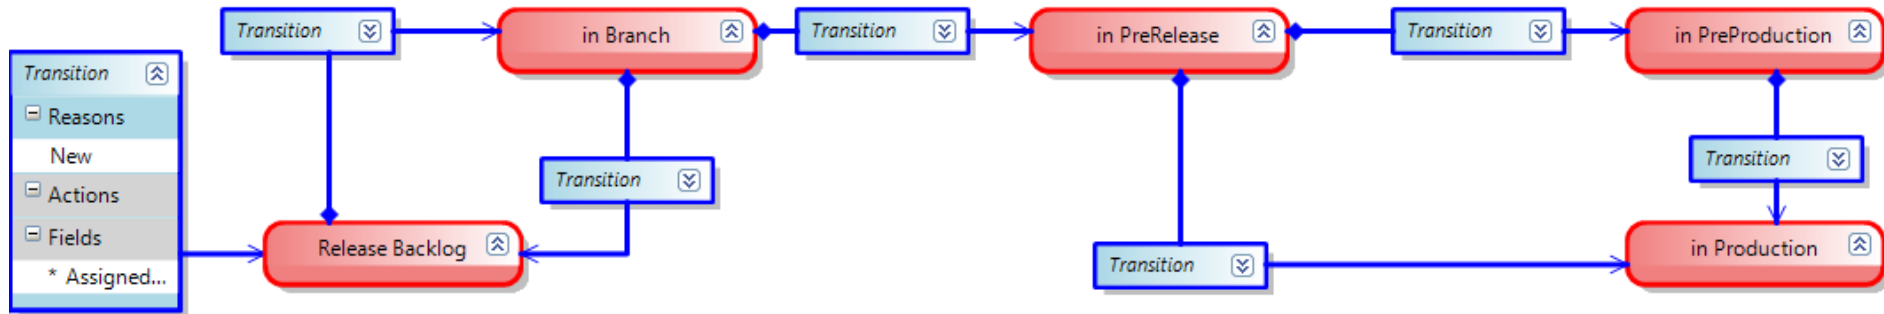 Transition
in Branch
Transition
in PreRelease
Transition
in PreProduction
Transition
Reasons
New
Actions
Fields
* Assigned...
Transition
Transition
Release Backlog
Transition
in Production